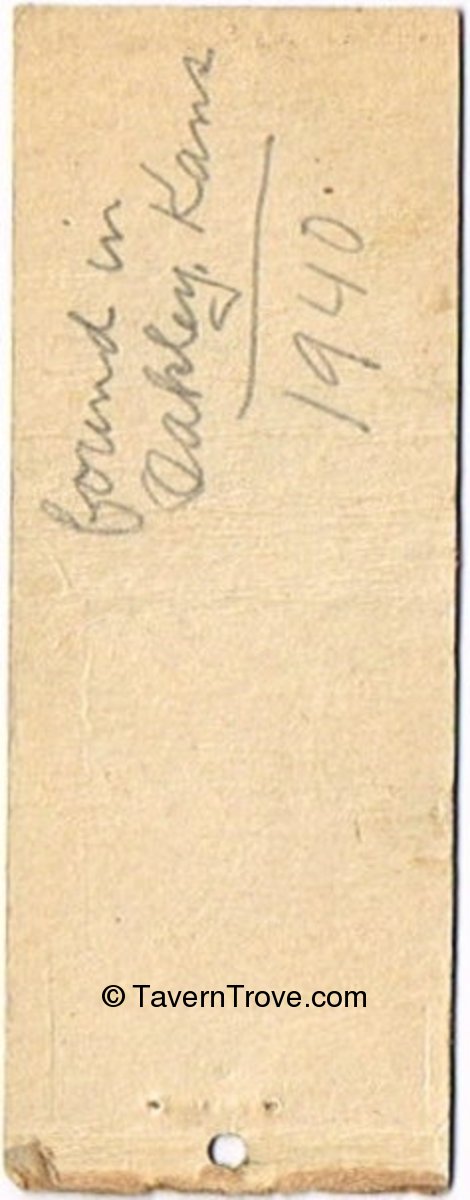 found in
Oakley, Kans
1940
© TavernTrove.com